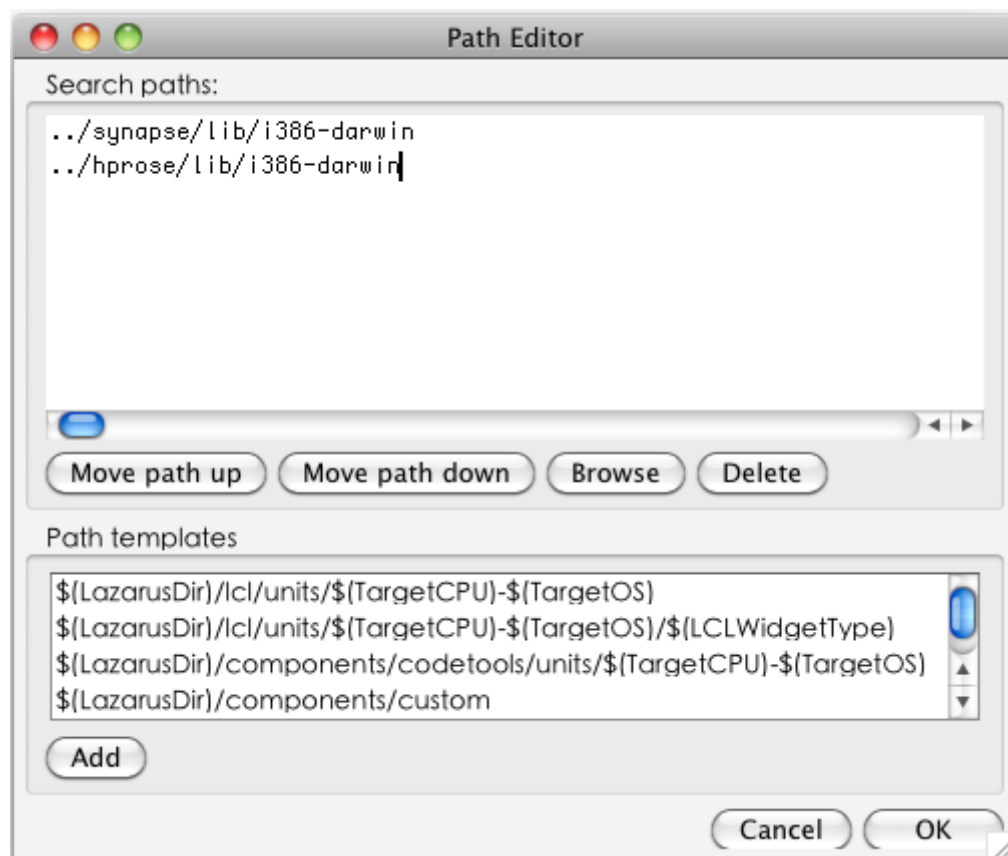 Path Editor
Search paths:
../synapse/lib/i386-darwin
../hprose/lib/i386-darwin
Move path up Move path down Browse Delete
Path templates
$(LazarusDir)/lcl/units/$(TargetCPU)-$(TargetOS)
$(LazarusDir)/lcl/units/$(TargetCPU)-$(TargetOS)/$(LCLWidgetType)
$(LazarusDir)/components/codetools/units/$(TargetCPU)-$(TargetOS)
$(LazarusDir)/components/custom
Add
Cancel OK